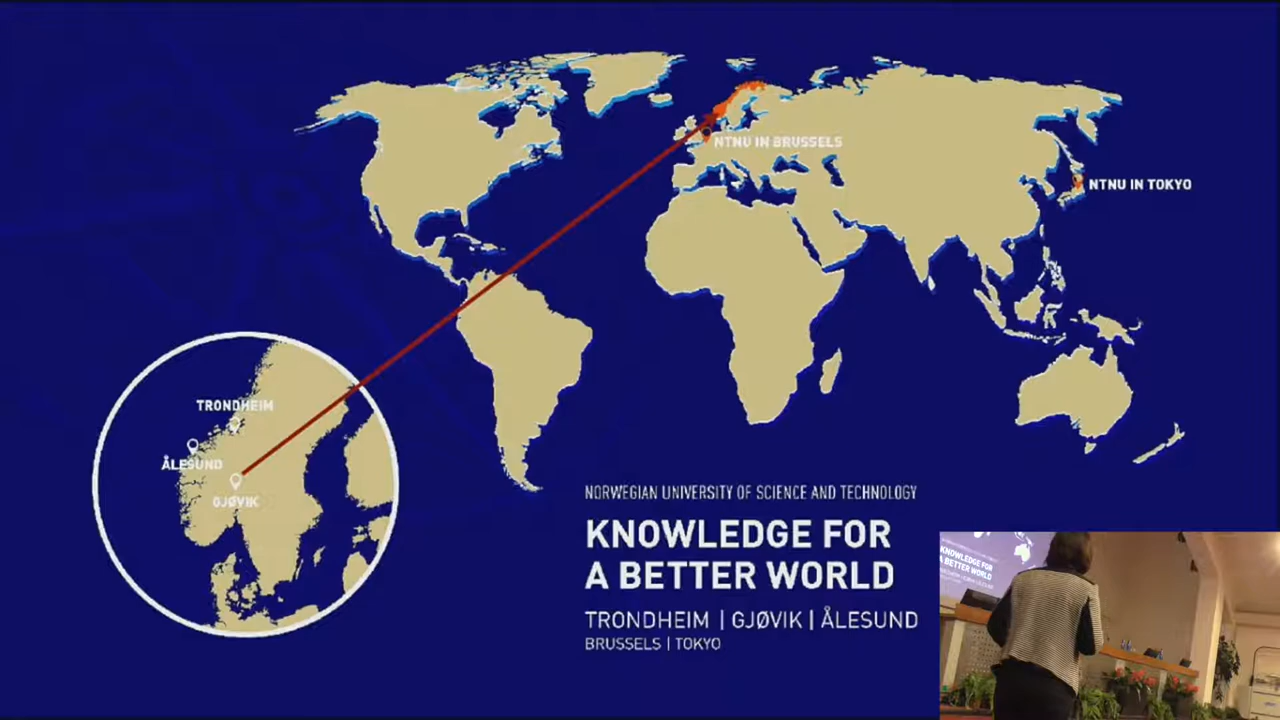 NTNU IN BRUSSELS
NTNU IN TOKYO
TRONDHEIM
ÅLESUND
GJØVIK
NORWEGIAN UNIVERSITY OF SCIENCE AND TECHNOLOGY
KNOWLEDGE FOR
A BETTER WORLD
TRONDHEIM | GJØVIK | ÅLESUND
BRUSSELS | TOKYO
KNOWLEDGE FOR
A BETTER WORLD